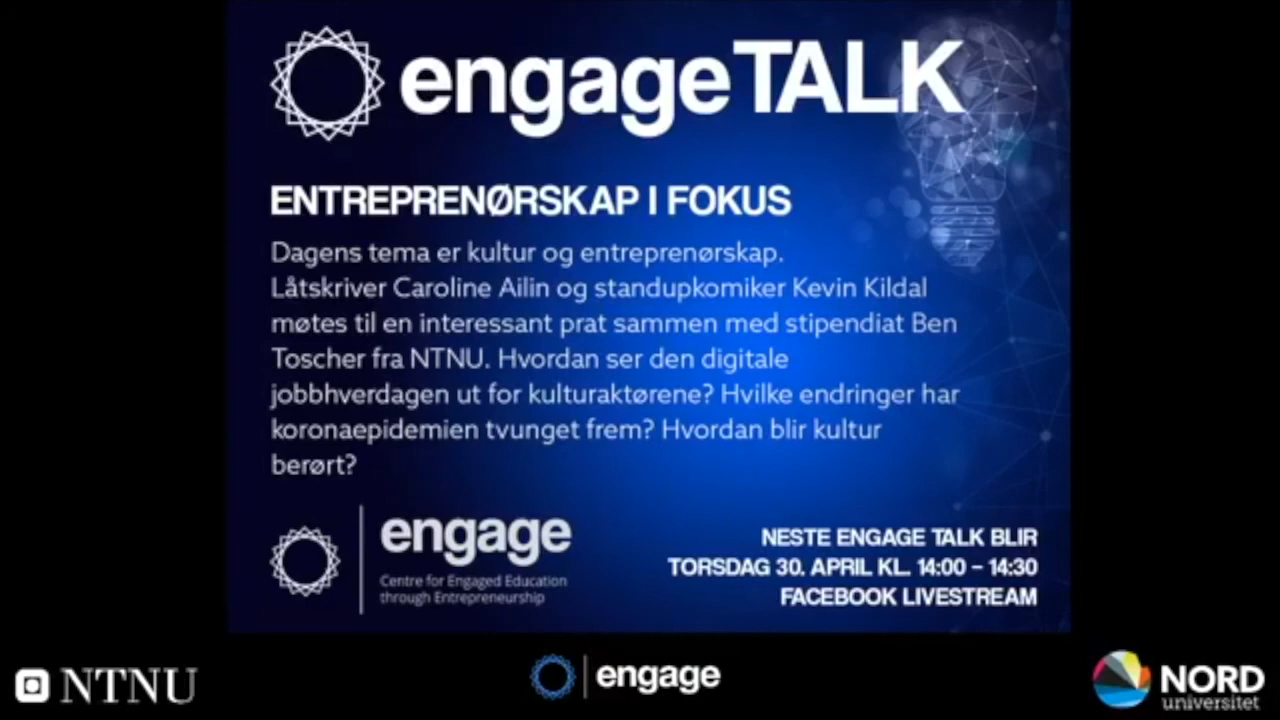 engageTALK
ENTREPRENØRSKAP I FOKUS
Dagens tema er kultur og entreprenørskap.
Låtskriver Caroline Ailin og standupkomiker Kevin Kildal
møtes til en interessant prat sammen med stipendiat Ben
Toscher fra NTNU. Hvordan ser den digitale
jobbhverdagen ut for kulturaktørene? Hvilke endringer har
koronaepidemien tvunget frem? Hvordan blir kultur
berørt?
engage
Centre for Engaged Education
through Entrepreneurship
NESTE ENGAGE TALK BLIR
TORSDAG 30. APRIL KL. 14:00 – 14:30
FACEBOOK LIVESTREAM
NTNU
engage
NORD
universitet